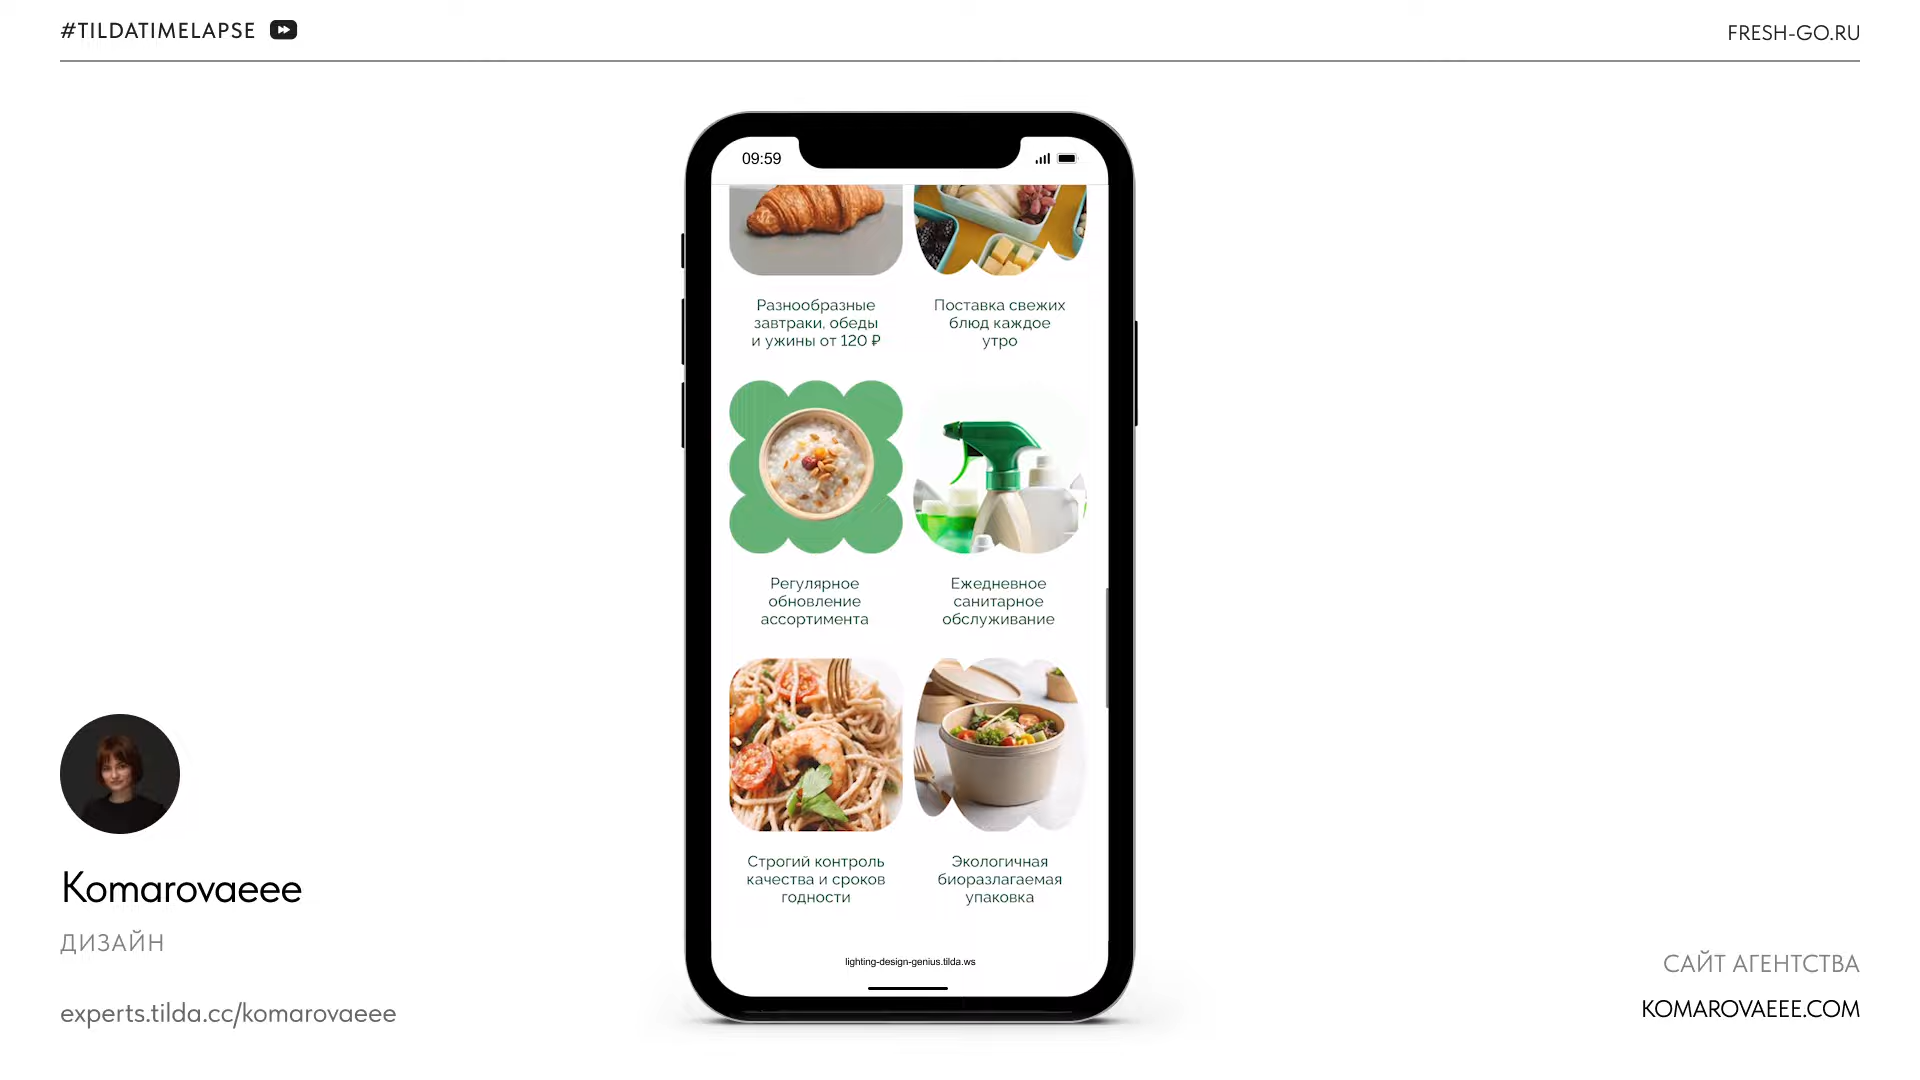 #TILDATIMELAPSE
FRESH-GO.RU
09:59
Разнообразные
завтраки, обеды
и ужины от 120 ₽
Поставка свежих
блюд каждое
утро
Регулярное
обновление
ассортимента
Ежедневное
санитарное
обслуживание
Строгий контроль
качества и сроков
годности
Экологичная
биоразлагаемая
упаковка
lighting-design-genius.tilda.ws
Komarovaeee
ДИЗАЙН
experts.tilda.cc/komarovaeee
САЙТ АГЕНТСТВА
KOMAROVAEEE.COM